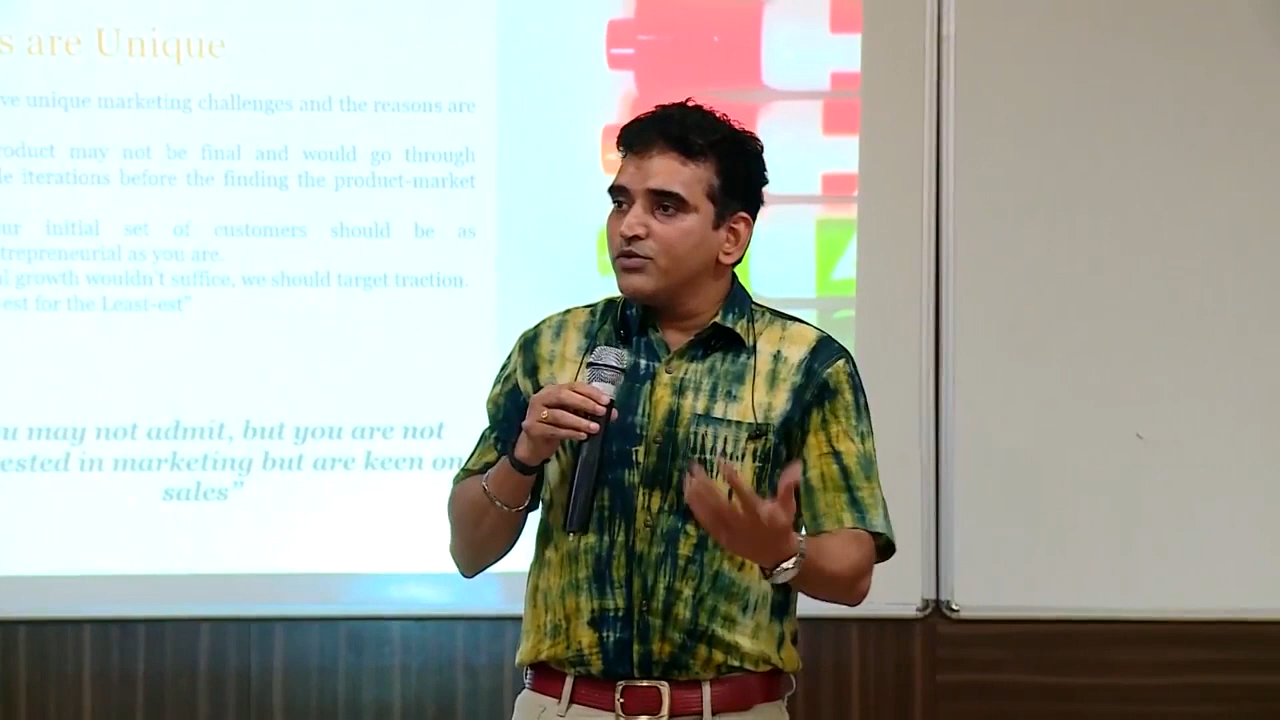 s are Unique
ve unique marketing challenges and the reasons are
roduct may not be final and would go through
le iterations before the finding the product-market
ur initial set of customers should be as
trepreneurial as you are.
l growth wouldn't suffice, we should target traction.
-est for the Least-est"
u may not admit, but you are not
ested in marketing but are keen on
sales"